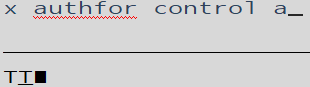 x authfor control a_
TI■